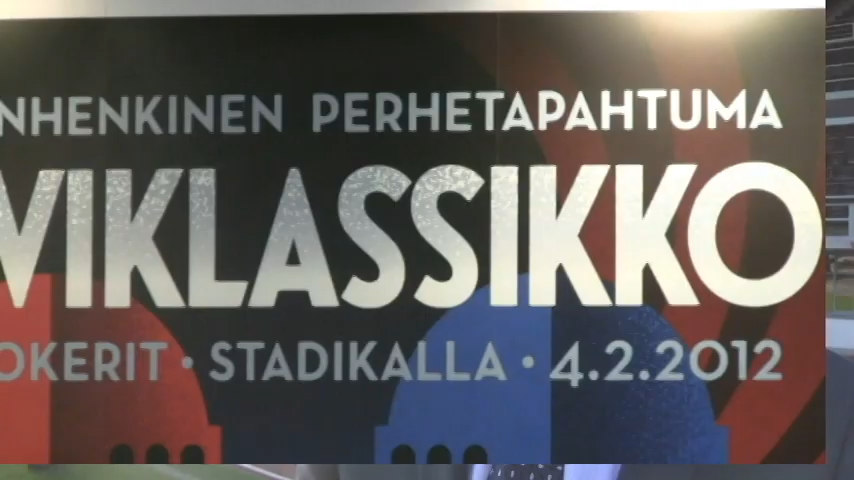 NHENKINEN PERHETAPAHTUMA
VIKLASSIKKO
OKERIT • STADIKALLA • 4.2.2012